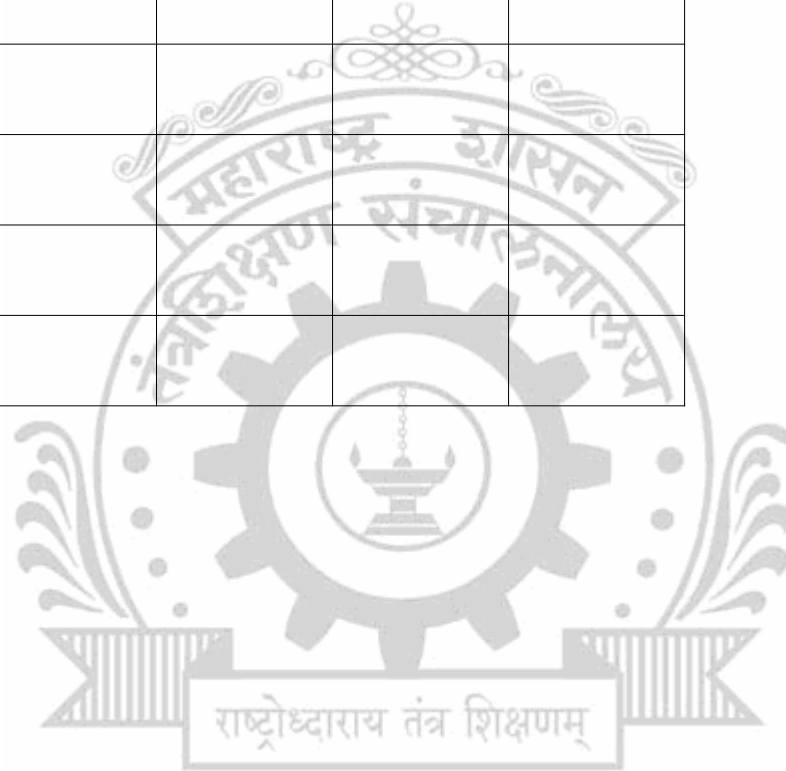 महाराष्ट्र शासन
तंत्रशिक्षण संचालनालय
राष्ट्रोध्दाराय तंत्र शिक्षणम्